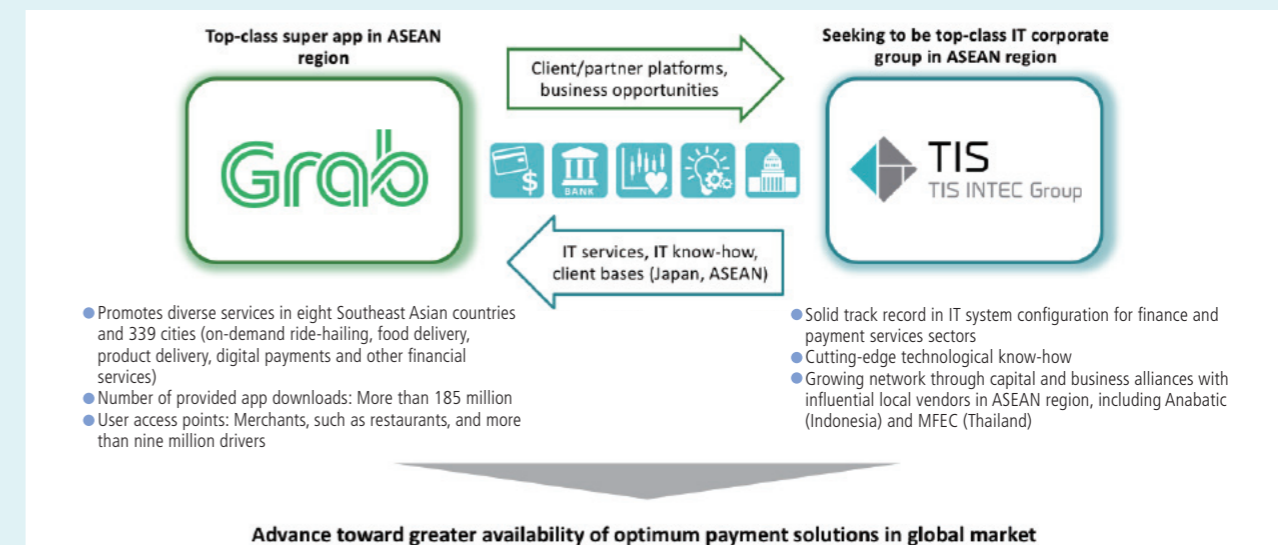 Top-class super app in ASEAN
region
Grab
Client/partner platforms,
business opportunities
$
BANK
IT services, IT know-how,
client bases (Japan, ASEAN)
Seeking to be top-class IT corporate
group in ASEAN region
TIS
TIS INTEC Group
Promotes diverse services in eight Southeast Asian countries
and 339 cities (on-demand ride-hailing, food delivery,
product delivery, digital payments and other financial
services)
Number of provided app downloads: More than 185 million
User access points: Merchants, such as restaurants, and more
than nine million drivers
Solid track record in IT system configuration for finance and
payment services sectors
Cutting-edge technological know-how
Growing network through capital and business alliances with
influential local vendors in ASEAN region, including Anabatic
(Indonesia) and MFEC (Thailand)
Advance toward greater availability of optimum payment solutions in global market